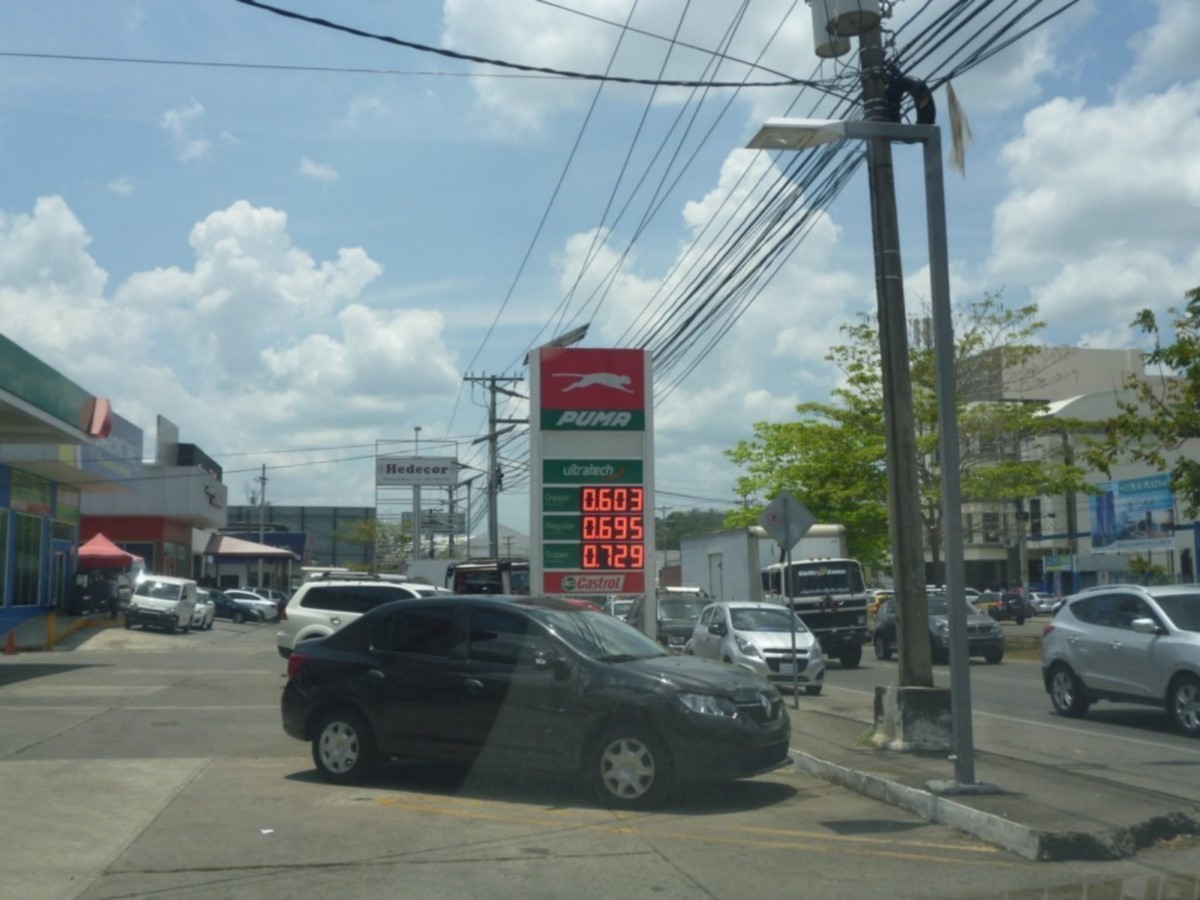 PUMA
ultratech
Diesel 0.603
Regular 0.695
Super 0.729
Castrol
Hedecor